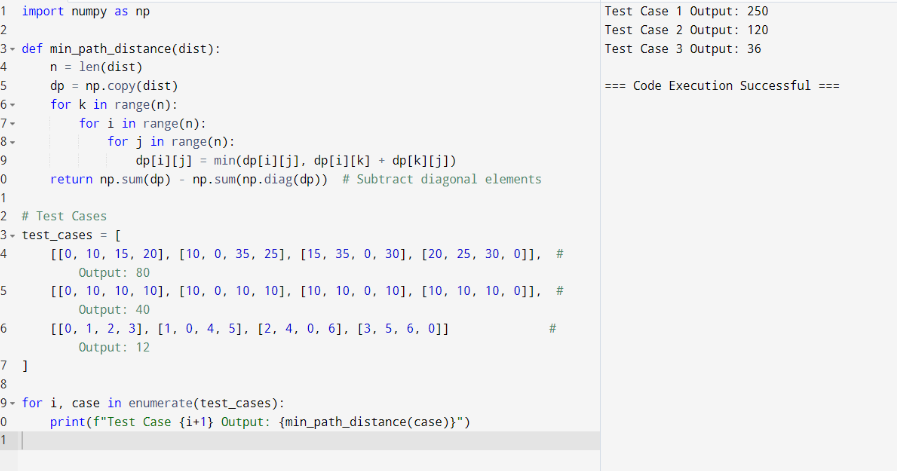 1 import numpy as np
2
3 def min_path_distance(dist):
4     n = len(dist)
5     dp = np.copy(dist)
6     for k in range(n):
7         for i in range(n):
8             for j in range(n):
9                 dp[i][j] = min(dp[i][j], dp[i][k] + dp[k][j])
0     return np.sum(dp) - np.sum(np.diag(dp))  # Subtract diagonal elements
1
2 # Test Cases
3 test_cases = [
4     [[0, 10, 15, 20], [10, 0, 35, 25], [15, 35, 0, 30], [20, 25, 30, 0]],  #
        Output: 80
5     [[0, 10, 10, 10], [10, 0, 10, 10], [10, 10, 0, 10], [10, 10, 10, 0]],  #
        Output: 40
6     [[0, 1, 2, 3], [1, 0, 4, 5], [2, 4, 0, 6], [3, 5, 6, 0]]              #
        Output: 12
7 ]
8
9 for i, case in enumerate(test_cases):
0     print(f"Test Case {i+1} Output: {min_path_distance(case)}")
1
Test Case 1 Output: 250
Test Case 2 Output: 120
Test Case 3 Output: 36
=== Code Execution Successful ===